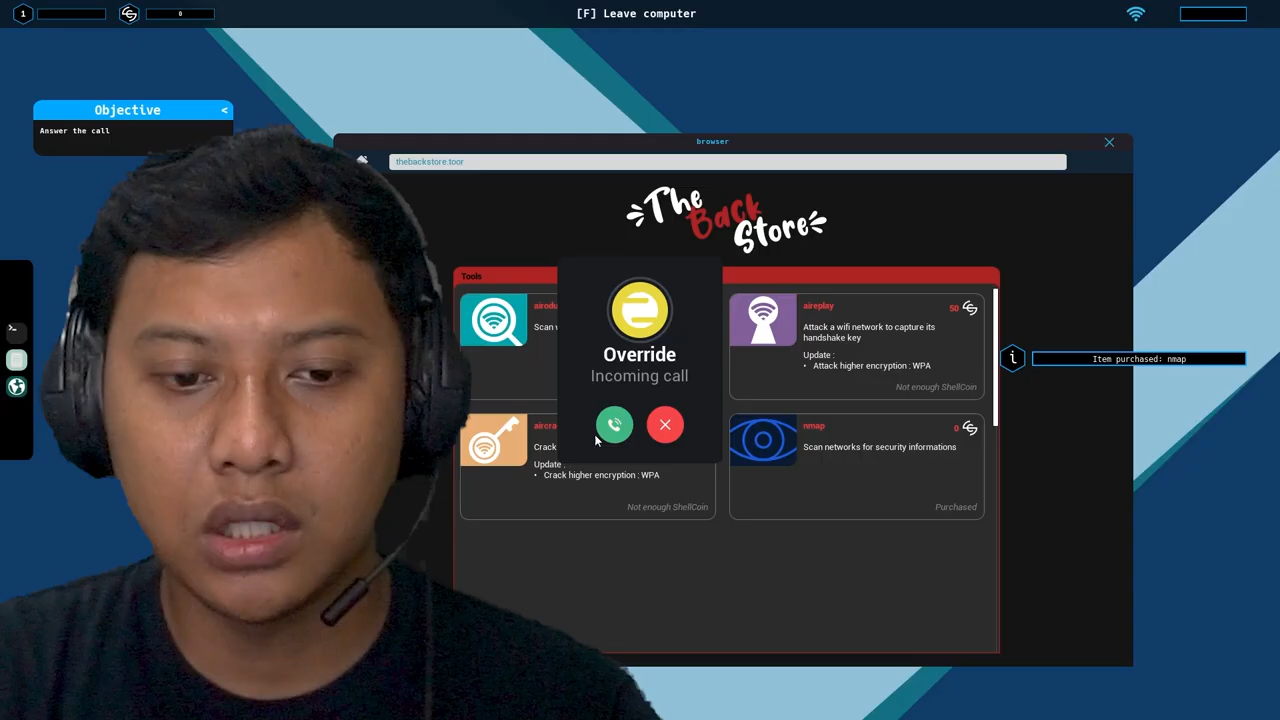 1
0
[F] Leave computer
Objective <
Answer the call
browser
thebackstore.toor
The
Back
Store
Tools
Scan
aireplay
50
Attack a wifi network to capture its
handshake key
Update :
• Attack higher encryption : WPA
Not enough ShellCoin
Override
Incoming call
i
Item purchased: nmap
Crack
Update :
• Crack higher encryption : WPA
Not enough ShellCoin
nmap
0
Scan networks for security informations
Purchased